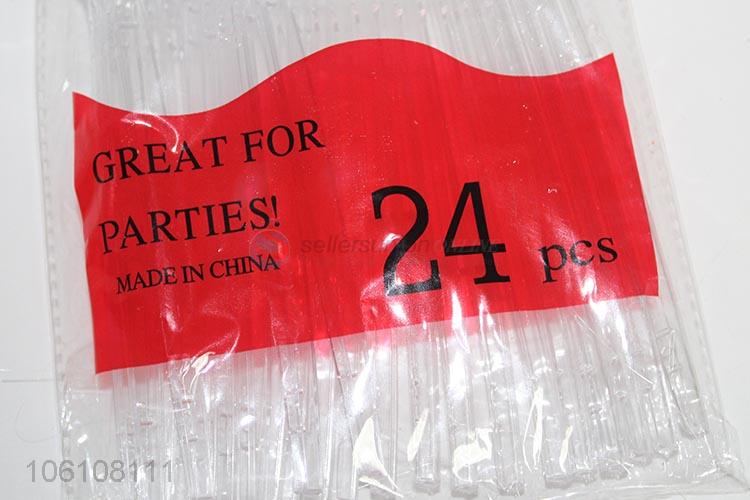 GREAT FOR
PARTIES!
MADE IN CHINA
24 pcs
106108111